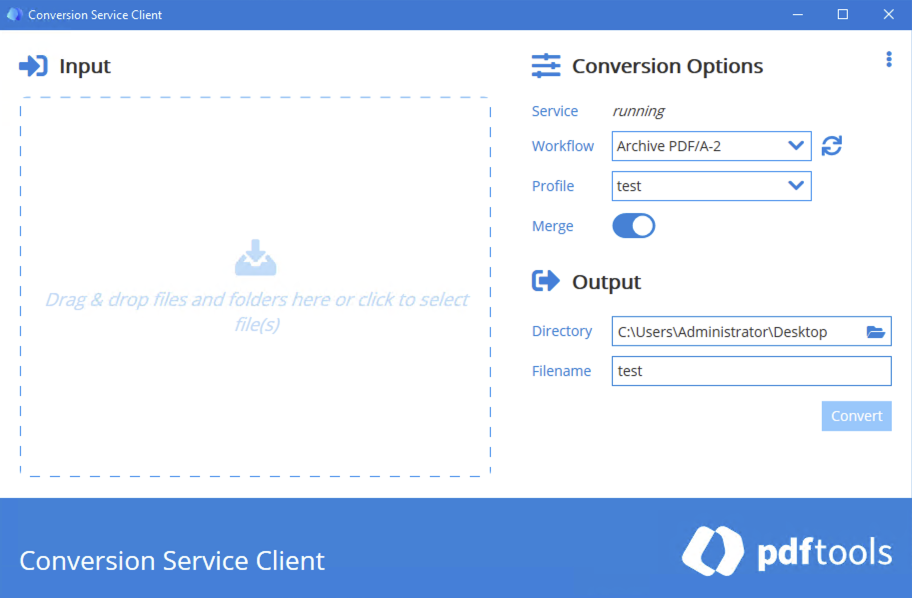 Conversion Service Client
Input
Drag & drop files and folders here or click to select
file(s)
Conversion Options
Service running
Workflow Archive PDF/A-2
Profile test
Merge
Output
Directory C:\Users\Administrator\Desktop
Filename test
Convert
Conversion Service Client
pdftools